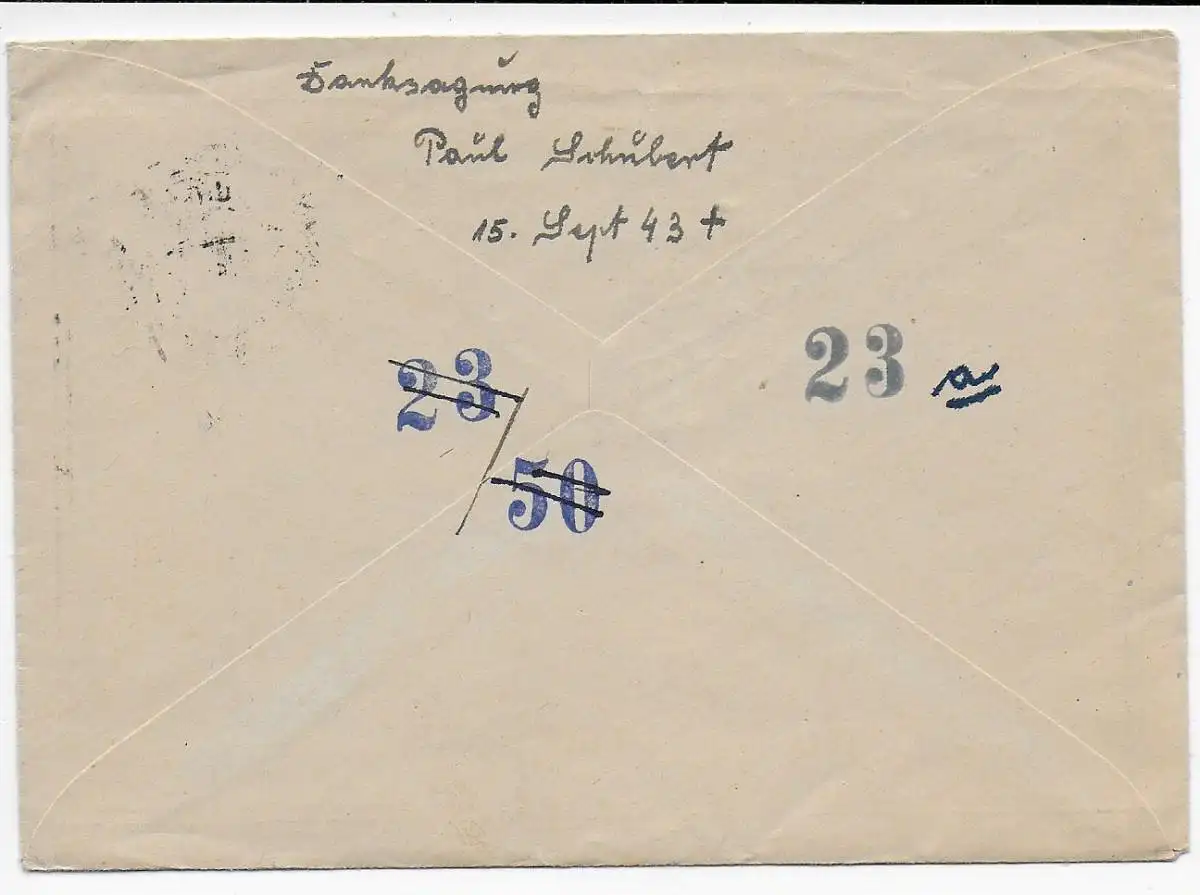 Danksagung
Paul Schubert
15. Sept 43 +
23
23 a
50